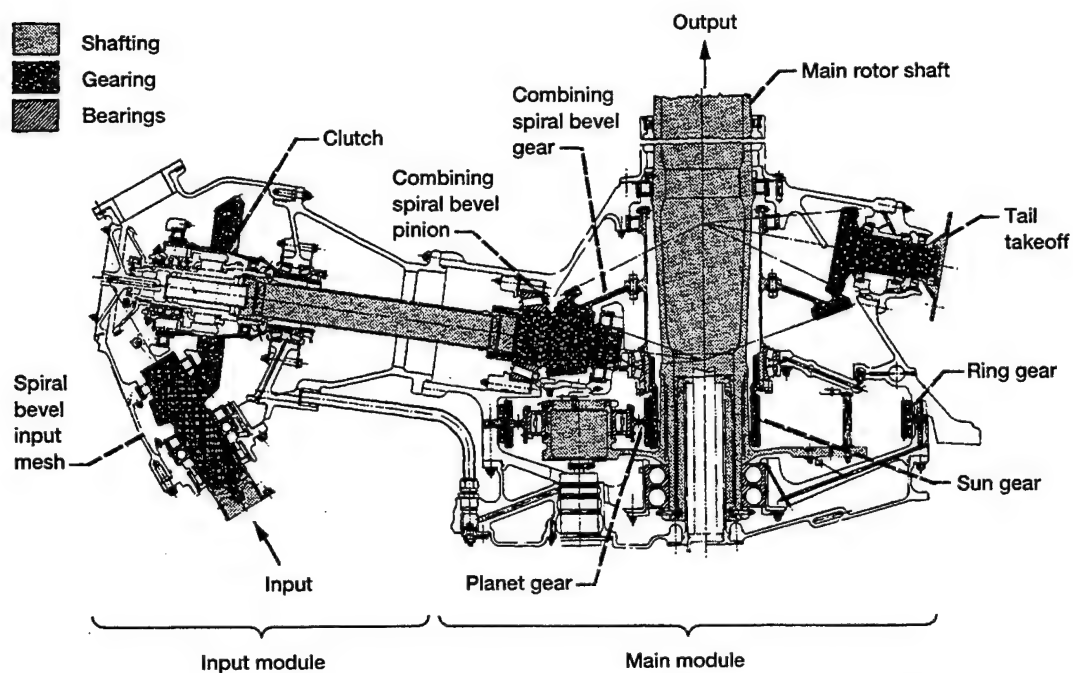 Shafting
Gearing
Bearings
Output
Main rotor shaft
Combining
spiral bevel
gear
Clutch
Combining
spiral bevel
pinion
Tail
takeoff
Spiral
bevel
input
mesh
Ring gear
Sun gear
Planet gear
Input
Input module
Main module